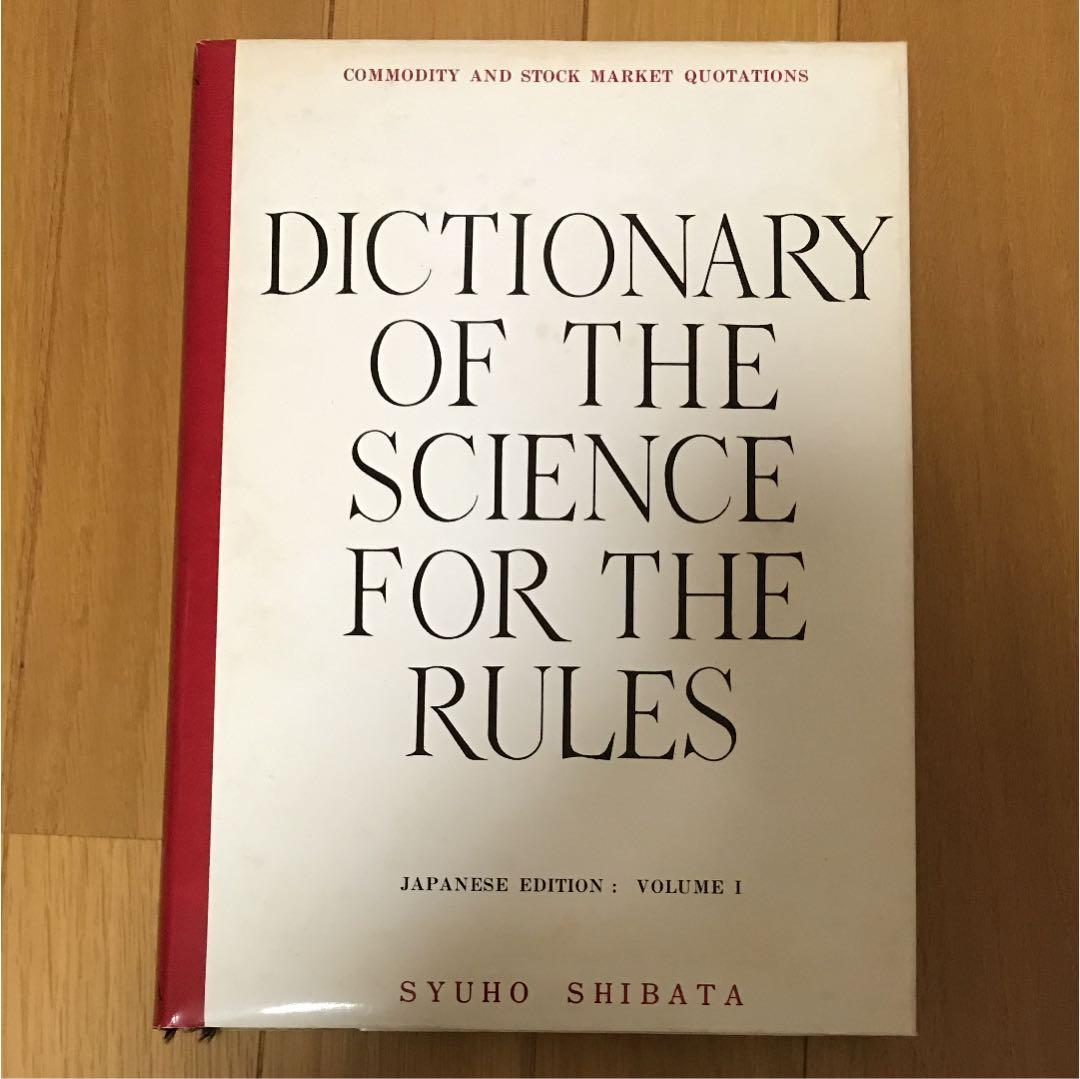 COMMODITY AND STOCK MARKET QUOTATIONS
DICTIONARY
OF THE
SCIENCE
FOR THE
RULES
JAPANESE EDITION : VOLUME I
SYUHO SHIBATA